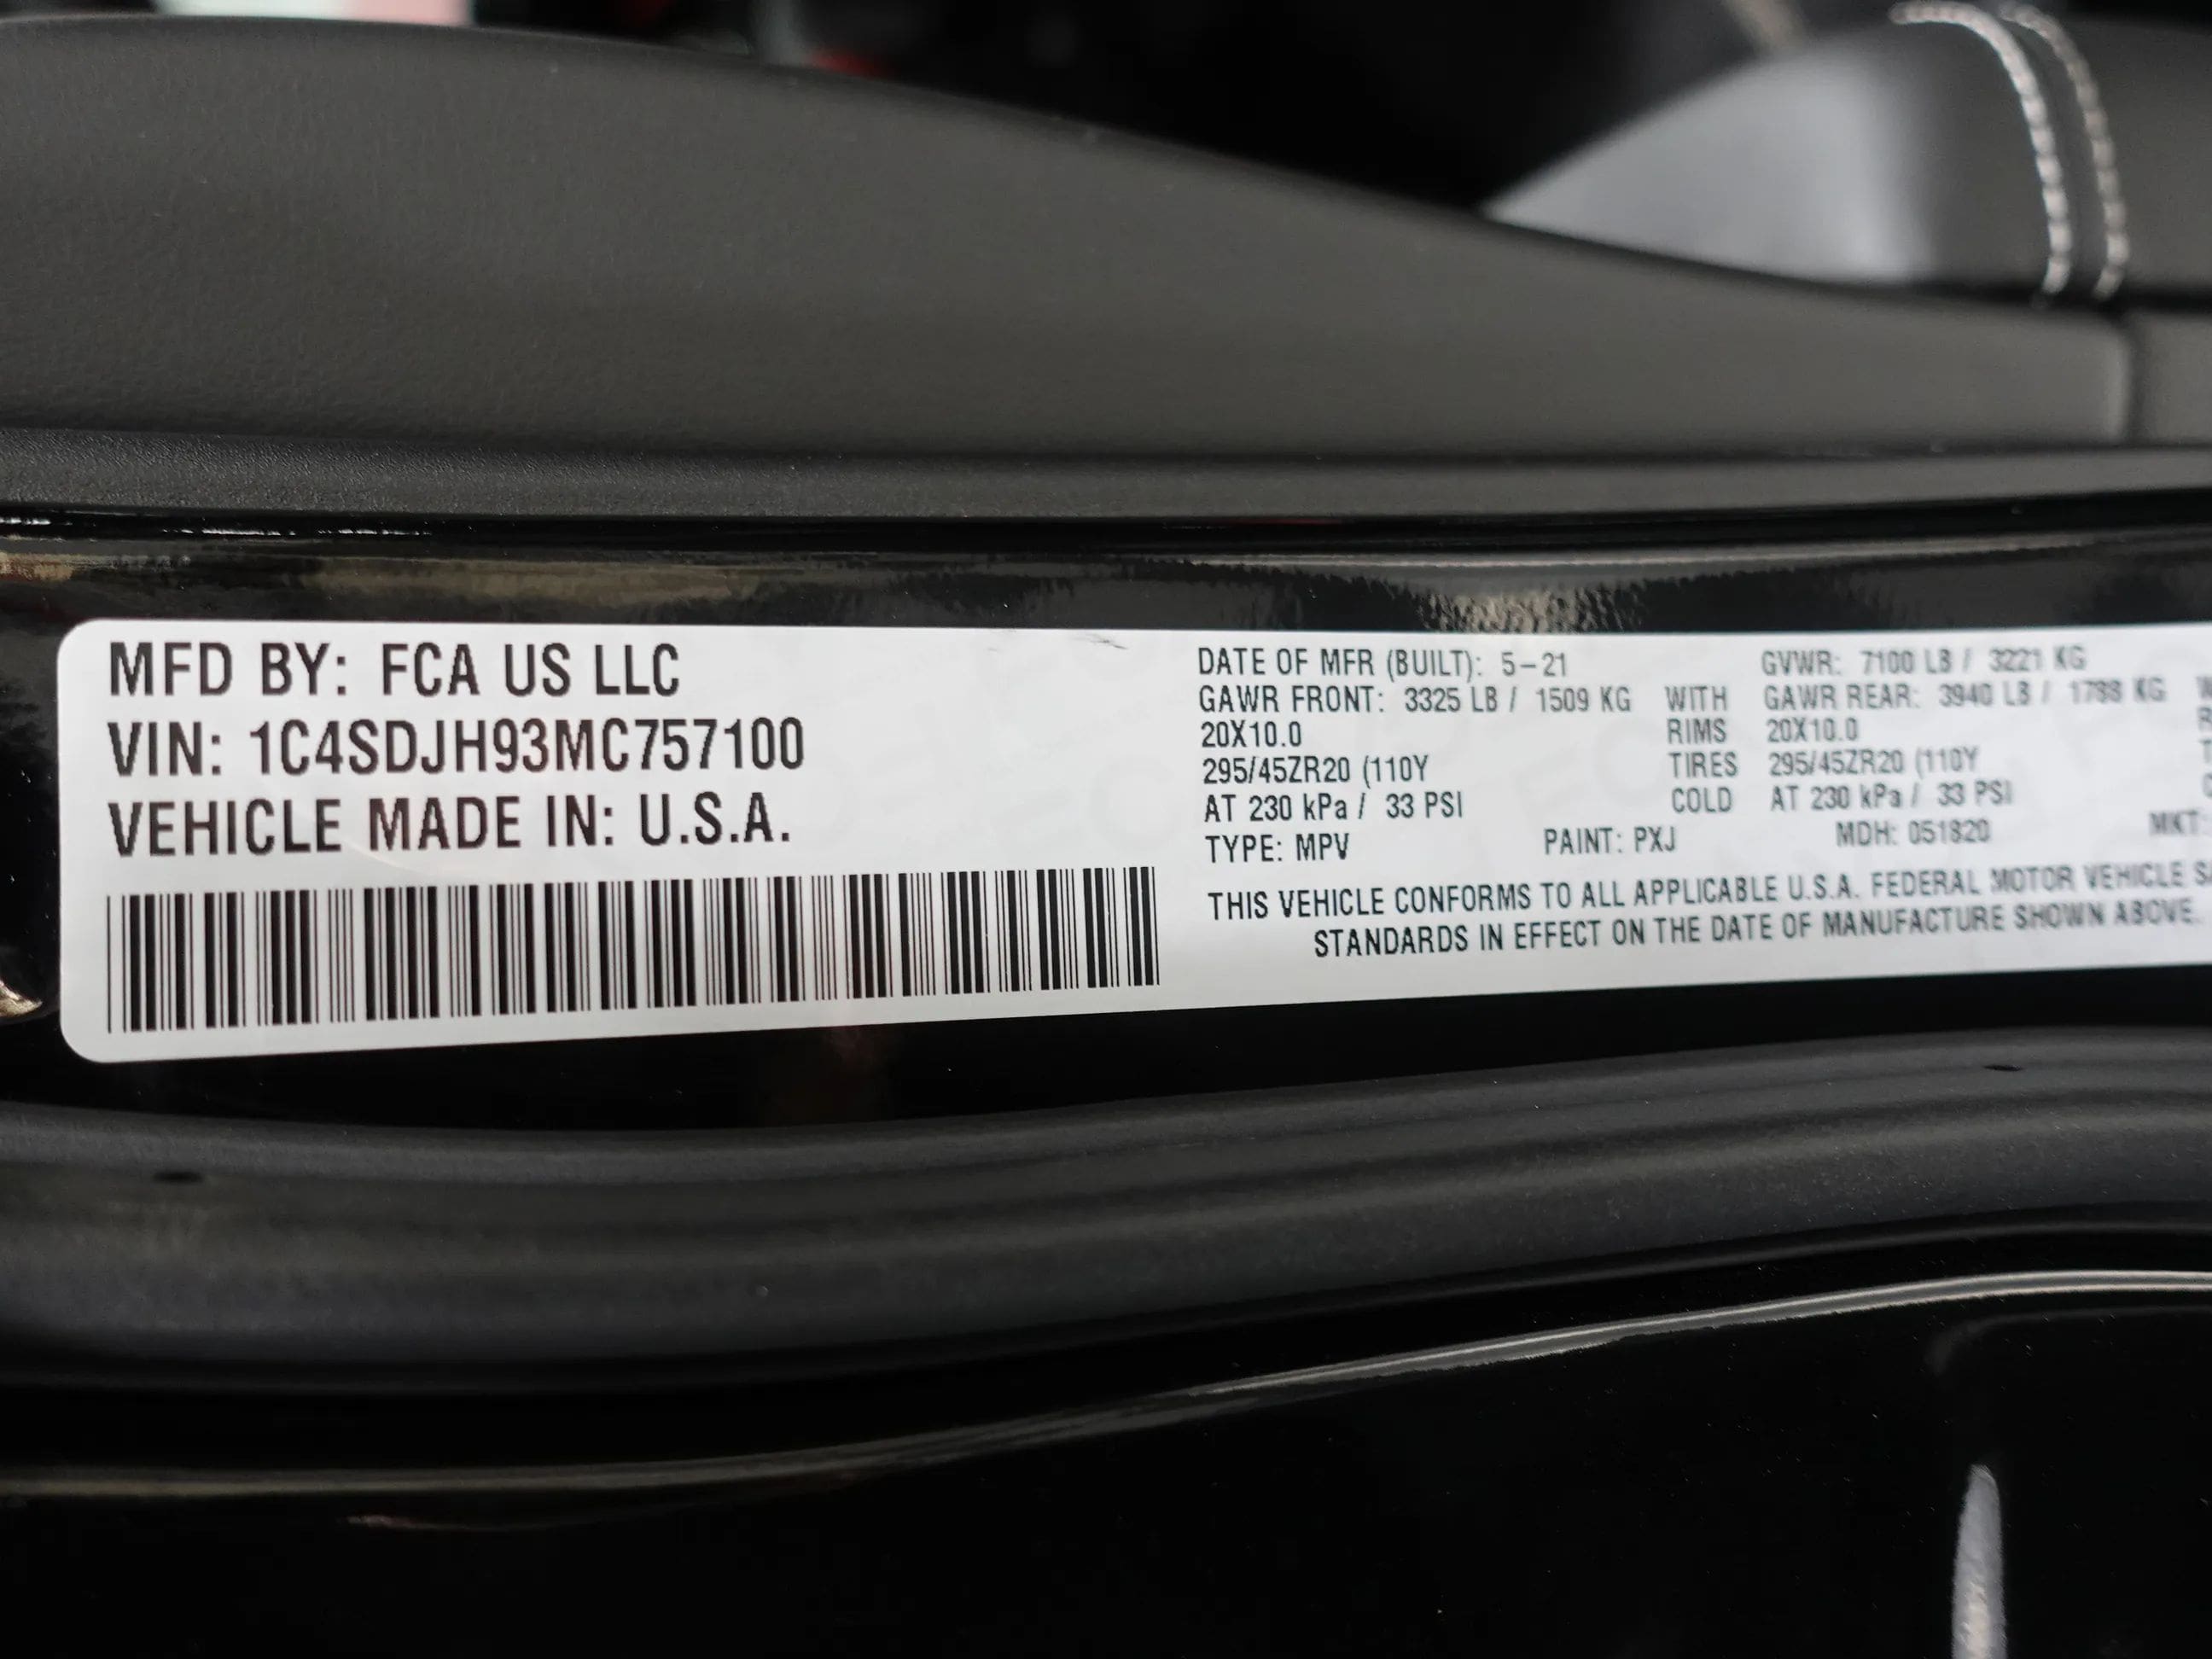 MFD BY: FCA US LLC
VIN: 1C4SDJH93MC757100
VEHICLE MADE IN: U.S.A.
DATE OF MFR (BUILT): 5-21 GVWR: 7100 LB / 3221 KG
GAWR FRONT: 3325 LB / 1509 KG WITH GAWR REAR: 3940 LB / 1788 KG
20X10.0 RIMS 20X10.0
295/45ZR20 (110Y TIRES 295/45ZR20 (110Y
AT 230 kPa / 33 PSI COLD AT 230 kPa / 33 PSI
TYPE: MPV PAINT: PXJ MDH: 051820 MKT:
THIS VEHICLE CONFORMS TO ALL APPLICABLE U.S.A. FEDERAL MOTOR VEHICLE
STANDARDS IN EFFECT ON THE DATE OF MANUFACTURE SHOWN ABOVE.